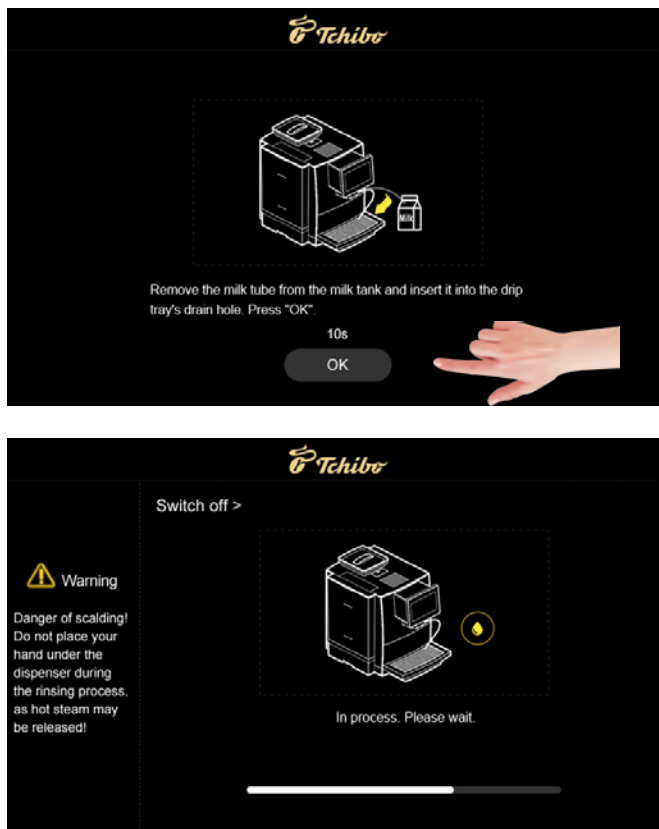 Tchibo
Milk
Remove the milk tube from the milk tank and insert it into the drip
tray's drain hole. Press "OK".
10s
OK
Tchibo
Switch off >
Warning
Danger of scalding!
Do not place your
hand under the
dispenser during
the rinsing process,
as hot steam may
be released!
In process. Please wait.